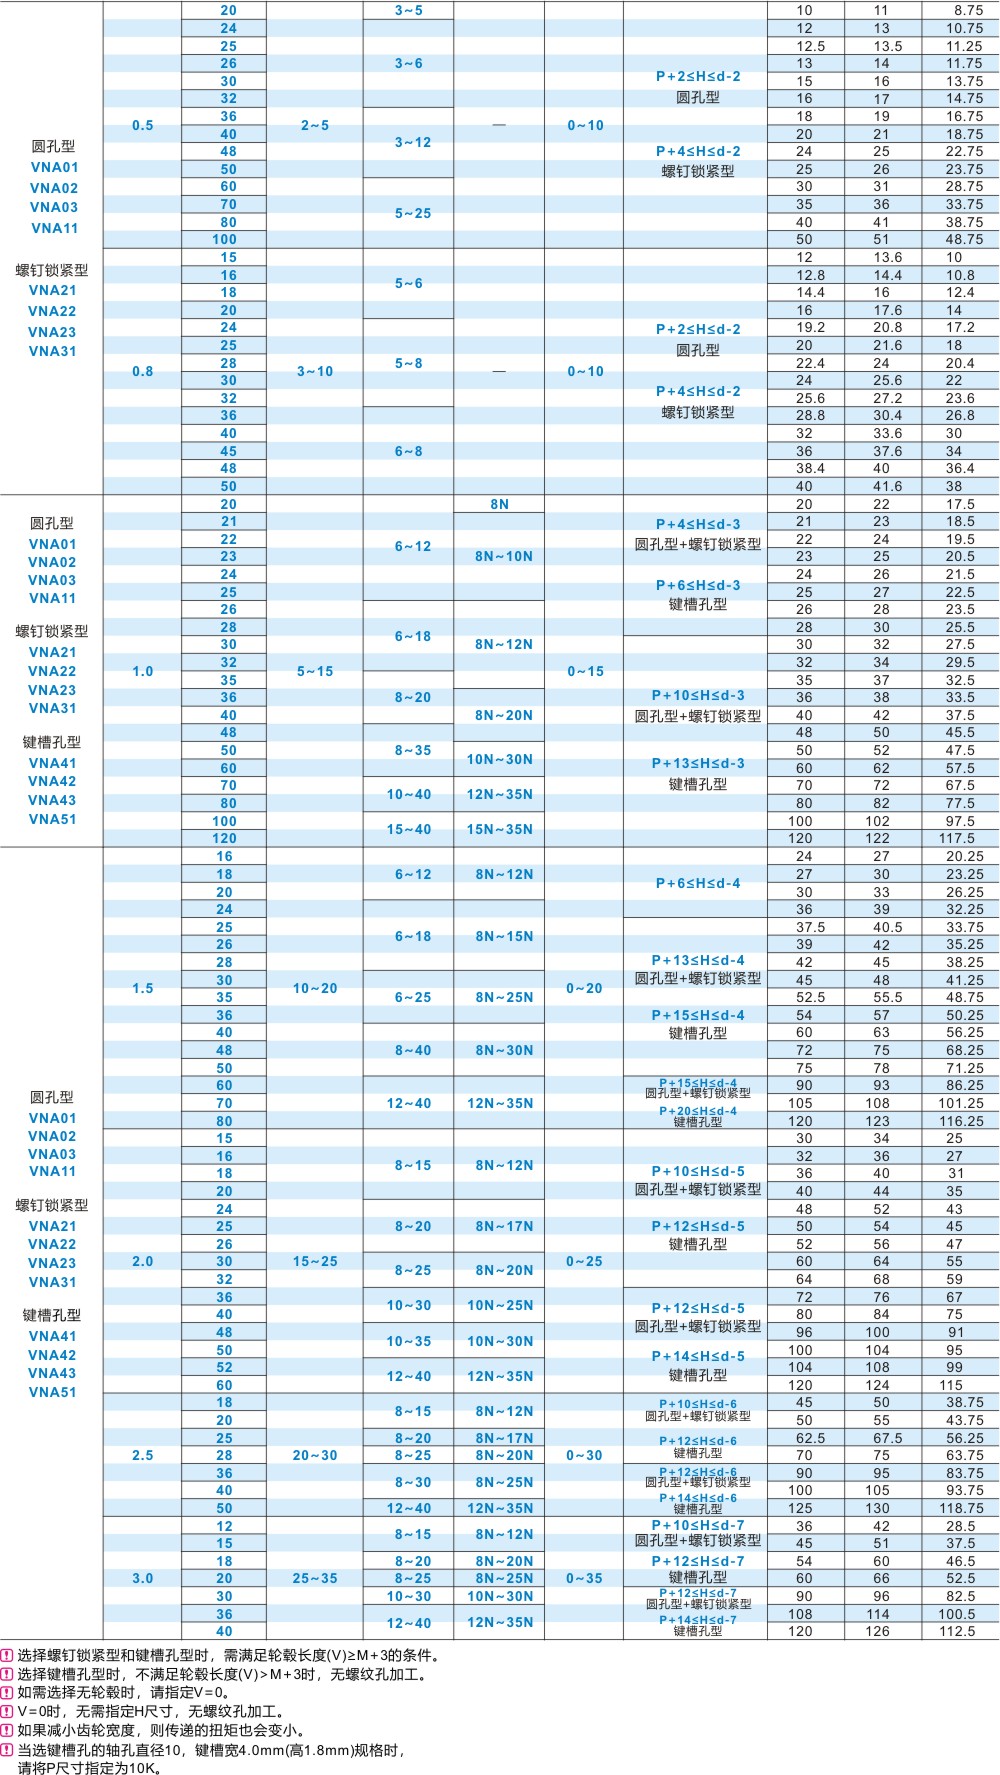 20 3~5 10 11 8.75
24 12 13 10.75
25 12.5 13.5 11.25
26 3~6 13 14 11.75
30 P+2≤H≤d-2 15 16 13.75
32 圆孔型 16 17 14.75
36 18 19 16.75
0.5 2~5 — 0~10
40 3~12 20 21 18.75
圆孔型 48 P+4≤H≤d-2 24 25 22.75
VNA01 50 螺钉锁紧型 25 26 23.75
VNA02 60 30 31 28.75
VNA03 70 35 36 33.75
VNA11 80 5~25 40 41 38.75
100 50 51 48.75
15 12 13.6 10
螺钉锁紧型 16 5~6 12.8 14.4 10.8
VNA21 18 14.4 16 12.4
VNA22 20 16 17.6 14
VNA23 24 P+2≤H≤d-2 19.2 20.8 17.2
VNA31 25 圆孔型 20 21.6 18
28 5~8 22.4 24 20.4
0.8 3~10 — 0~10
30 24 25.6 22
32 P+4≤H≤d-2 25.6 27.2 23.6
36 螺钉锁紧型 28.8 30.4 26.8
40 32 33.6 30
45 6~8 36 37.6 34
48 38.4 40 36.4
50 40 41.6 38
20 8N 20 22 17.5
圆孔型 21 P+4≤H≤d-3 21 23 18.5
VNA01 22 6~12 圆孔型+螺钉锁紧型 22 24 19.5
VNA02 23 8N~10N 23 25 20.5
VNA03 24 24 26 21.5
VNA11 25 P+6≤H≤d-3 25 27 22.5
26 键槽孔型 26 28 23.5
螺钉锁紧型 28 6~18 28 30 25.5
VNA21 30 8N~12N 30 32 27.5
VNA22 1.0 32 5~15 0~15 32 34 29.5
VNA23 35 35 37 32.5
VNA31 36 8~20 P+10≤H≤d-3 36 38 33.5
40 8N~20N 圆孔型+螺钉锁紧型 40 42 37.5
键槽孔型 48 48 50 45.5
50 8~35 50 52 47.5
VNA41 60 10N~30N P+13≤H≤d-3 60 62 57.5
VNA42 70 10~40 12N~35N 键槽孔型 70 72 67.5
VNA43 80 80 82 77.5
VNA51 100 15~40 15N~35N 100 102 97.5
120 120 122 117.5
16 24 27 20.25
18 6~12 8N~12N 27 30 23.25
20 P+6≤H≤d-4 30 33 26.25
24 36 39 32.25
25 37.5 40.5 33.75
26 6~18 8N~15N 39 42 35.25
28 P+13≤H≤d-4 42 45 38.25
30 圆孔型+螺钉锁紧型 45 48 41.25
1.5 10~20 0~20
35 6~25 8N~25N 52.5 55.5 48.75
36 P+15≤H≤d-4 54 57 50.25
40 键槽孔型 60 63 56.25
48 8~40 8N~30N 72 75 68.25
50 75 78 71.25
60 P+15≤H≤d-4 90 93 86.25
圆孔型 圆孔型+螺钉锁紧型
70 12~40 12N~35N 105 108 101.25
VNA01 80 P+20≤H≤d-4 键槽孔型 120 123 116.25
VNA02 15 30 34 25
VNA03 16 8~15 8N~12N 32 36 27
VNA11 18 P+10≤H≤d-5 36 40 31
20 圆孔型+螺钉锁紧型 40 44 35
螺钉锁紧型 24 48 52 43
VNA21 25 8~20 8N~17N P+12≤H≤d-5 50 54 45
VNA22 26 键槽孔型 52 56 47
VNA23 2.0 30 15~25 8~25 8N~20N 0~25 60 64 55
VNA31 32 64 68 59
36 10~30 10N~25N P+12≤H≤d-5 72 76 67
键槽孔型 40 圆孔型+螺钉锁紧型 80 84 75
VNA41 48 10~35 10N~30N 96 100 91
VNA42 50 P+14≤H≤d-5 100 104 95
VNA43 52 12~40 12N~35N 键槽孔型 104 108 99
VNA51 60 120 124 115
18 8~15 8N~12N P+10≤H≤d-6 45 50 38.75
20 圆孔型+螺钉锁紧型 50 55 43.75
25 8~20 8N~17N P+12≤H≤d-6 62.5 67.5 56.25
2.5 28 20~30 8~25 8N~20N 0~30 键槽孔型 70 75 63.75
36 8~30 8N~25N P+12≤H≤d-6 90 95 83.75
40 圆孔型+螺钉锁紧型 100 105 93.75
50 12~40 12N~35N P+14≤H≤d-6 键槽孔型 125 130 118.75
12 8~15 8N~12N P+10≤H≤d-7 36 42 28.5
15 圆孔型+螺钉锁紧型 45 51 37.5
18 8~20 8N~20N P+12≤H≤d-7 54 60 46.5
3.0 20 25~35 8~25 8N~25N 0~35 键槽孔型 60 66 52.5
30 10~30 10N~30N P+12≤H≤d-7 圆孔型+螺钉锁紧型 90 96 82.5
36 12~40 12N~35N P+14≤H≤d-7 108 114 100.5
40 键槽孔型 120 126 112.5
! 选择螺钉锁紧型和键槽孔型时，需满足轮毂长度(V)≥M+3的条件。
! 选择键槽孔型时，不满足轮毂长度(V)>M+3时，无螺纹孔加工。
! 如需选择无轮毂时，请指定V=0。
! V=0时，无需指定H尺寸，无螺纹孔加工。
! 如果减小齿轮宽度，则传递的扭矩也会变小。
! 当选键槽孔的轴孔直径10，键槽宽4.0mm(高1.8mm)规格时，
请将P尺寸指定为10K。